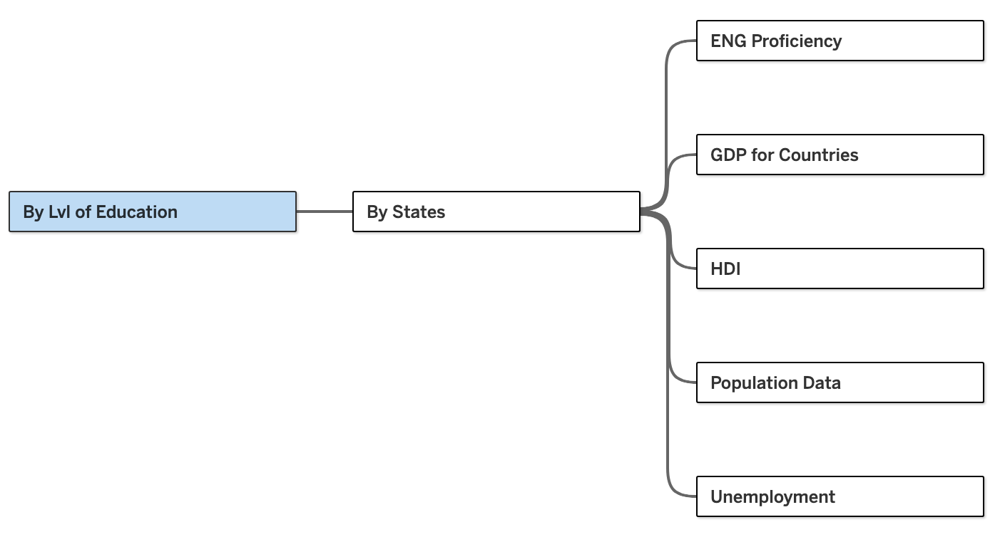 By Lvl of Education
By States
ENG Proficiency
GDP for Countries
HDI
Population Data
Unemployment